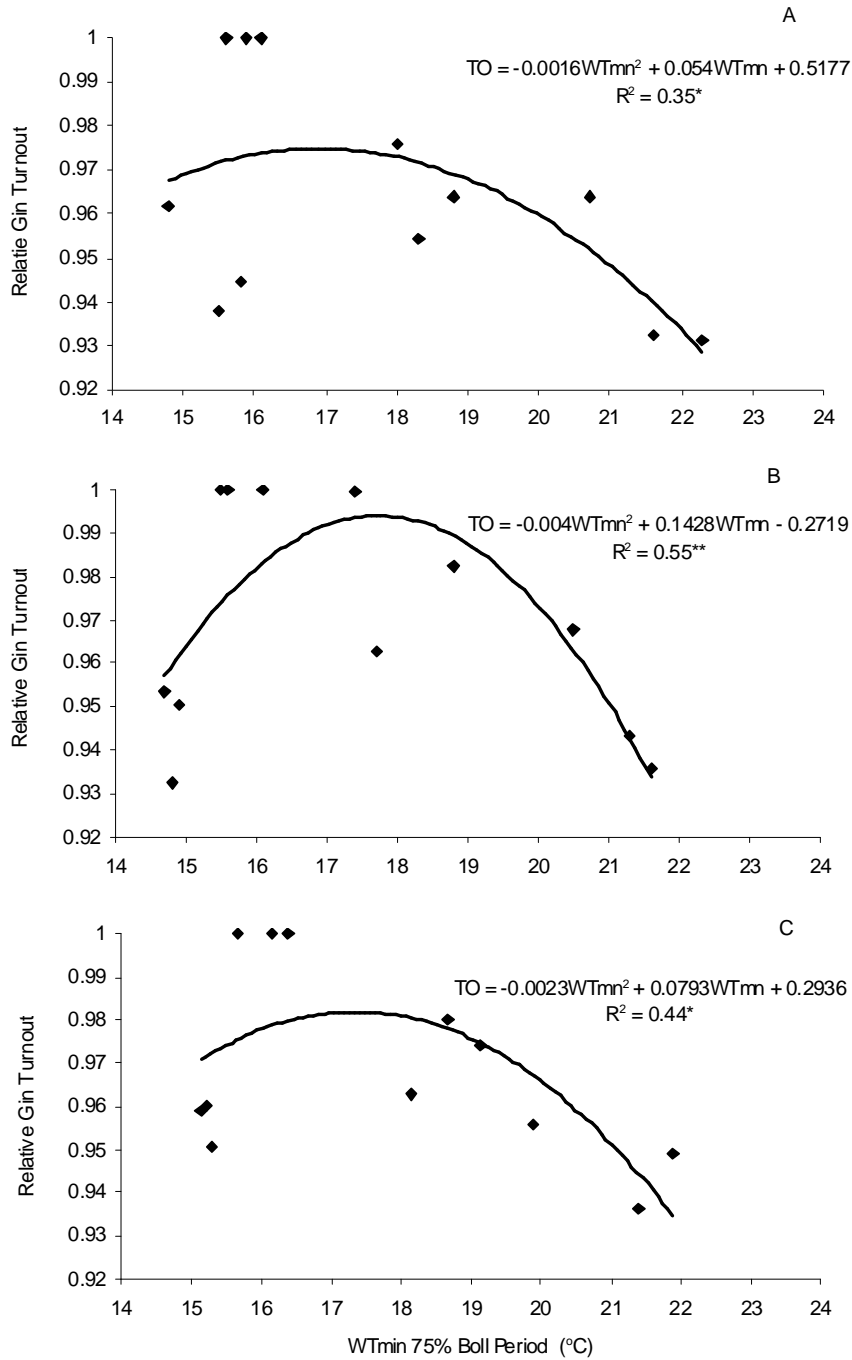 A
1
0.99
0.98
0.97
0.96
0.95
0.94
0.93
0.92
Relatie Gin Turnout
TO = -0.0016WTmn² + 0.054WTmn + 0.5177
R² = 0.35*
14 15 16 17 18 19 20 21 22 23 24
B
1
0.99
0.98
0.97
0.96
0.95
0.94
0.93
0.92
Relative Gin Turnout
TO = -0.004WTmn² + 0.1428WTmn - 0.2719
R² = 0.55**
14 15 16 17 18 19 20 21 22 23 24
C
1
0.99
0.98
0.97
0.96
0.95
0.94
0.93
0.92
Relative Gin Turnout
TO = -0.0023WTmn² + 0.0793WTmn + 0.2936
R² = 0.44*
14 15 16 17 18 19 20 21 22 23 24
WTmin 75% Boll Period (°C)